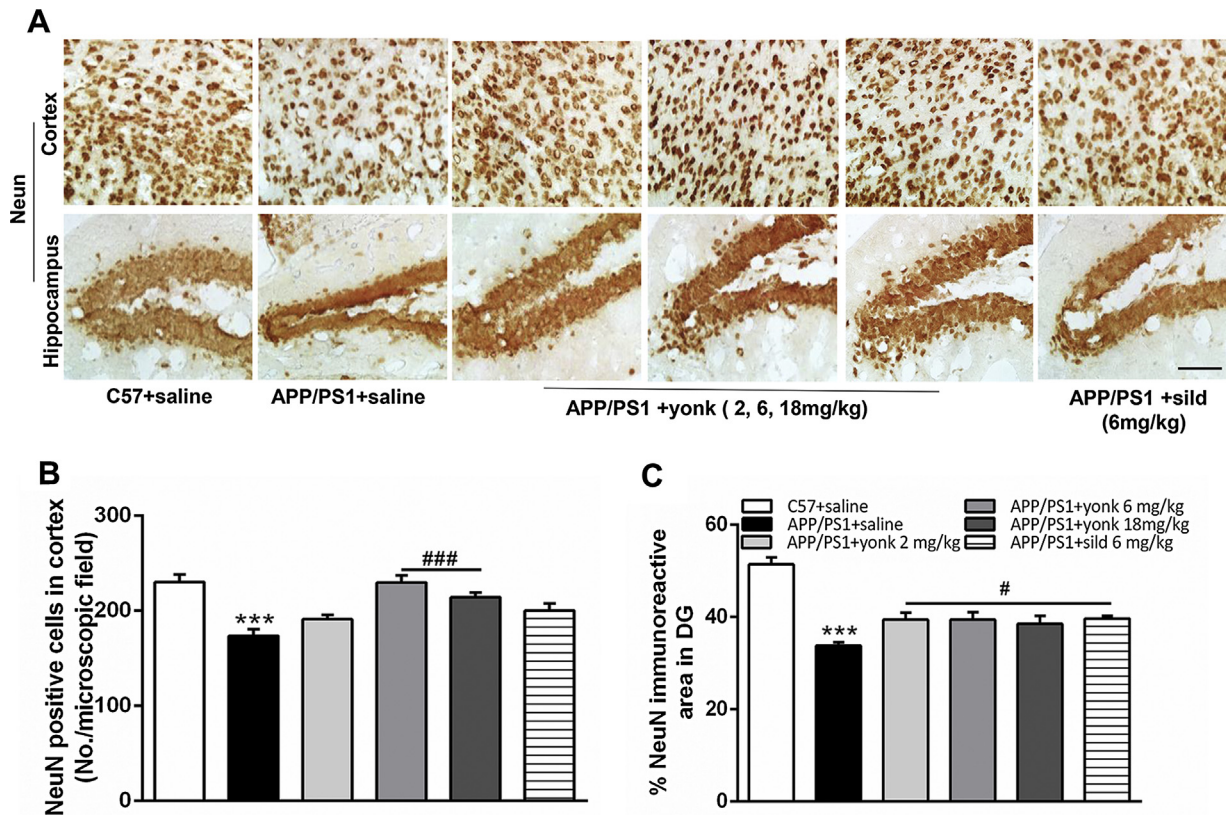 A
Neun
Cortex
Hippocampus
C57+saline
APP/PS1+saline
APP/PS1 +yonk ( 2, 6, 18mg/kg)
APP/PS1 +sild
(6mg/kg)
B
NeuN positive cells in cortex
(No./microscopic field)
300
200
100
0
***
###
C
% NeuN immunoreactive
area in DG
60
40
20
0
C57+saline
APP/PS1+saline
APP/PS1+yonk 2 mg/kg
APP/PS1+yonk 6 mg/kg
APP/PS1+yonk 18mg/kg
APP/PS1+sild 6 mg/kg
***
#